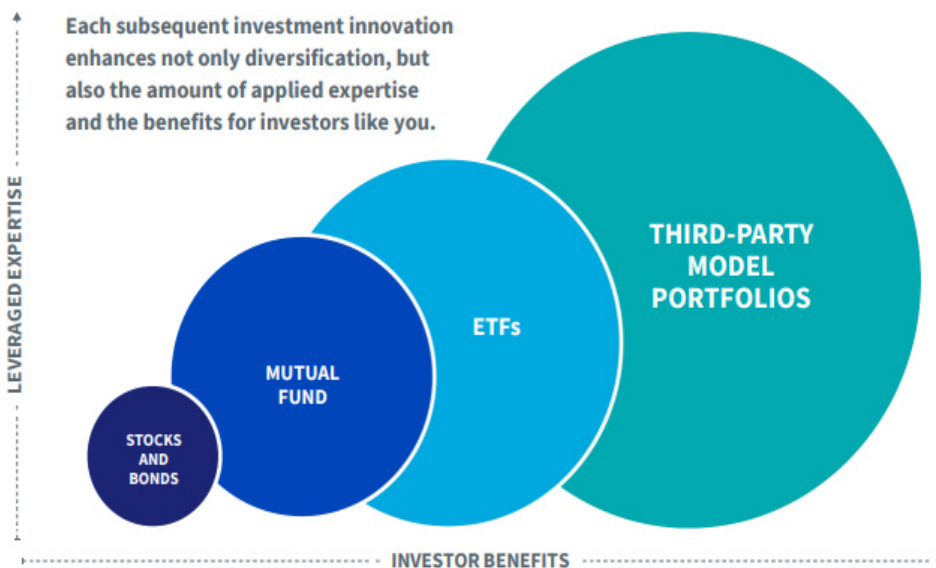 Each subsequent investment innovation
enhances not only diversification, but
also the amount of applied expertise
and the benefits for investors like you.
LEVERAGED EXPERTISE
THIRD-PARTY
MODEL
PORTFOLIOS
ETFs
MUTUAL
FUND
STOCKS
AND
BONDS
INVESTOR BENEFITS